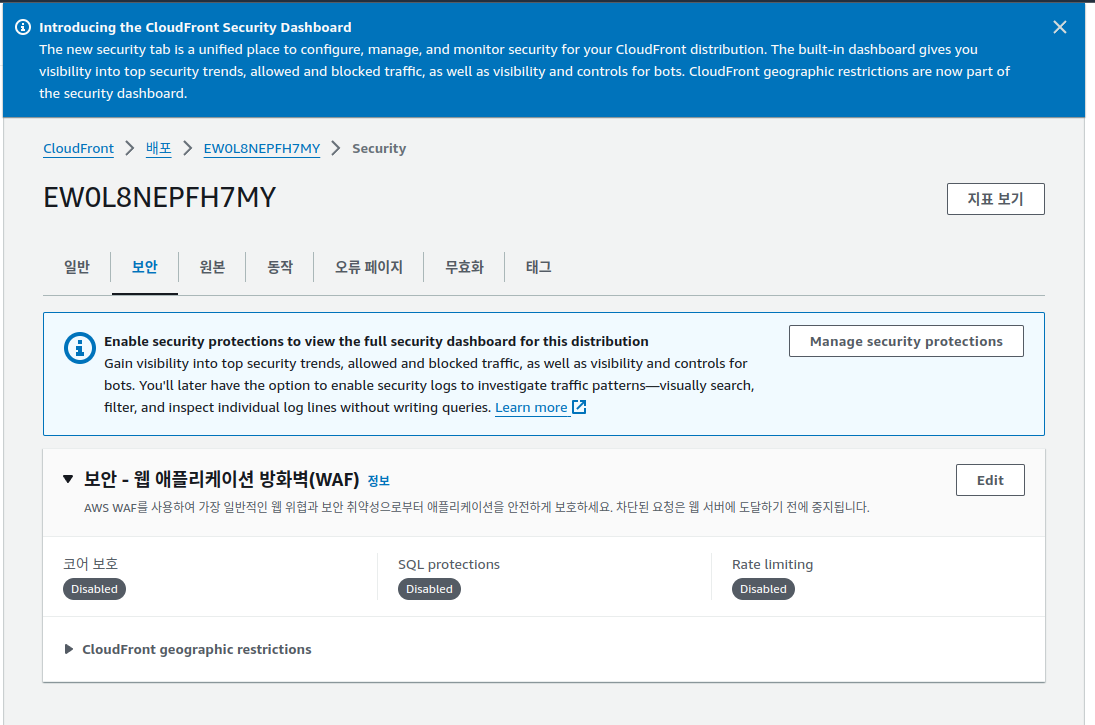 Introducing the CloudFront Security Dashboard
The new security tab is a unified place to configure, manage, and monitor security for your CloudFront distribution. The built-in dashboard gives you
visibility into top security trends, allowed and blocked traffic, as well as visibility and controls for bots. CloudFront geographic restrictions are now part of
the security dashboard.
CloudFront > 배포 > EW0L8NEPFH7MY > Security
EW0L8NEPFH7MY
지표 보기
일반 보안 원본 동작 오류 페이지 무효화 태그
Enable security protections to view the full security dashboard for this distribution
Manage security protections
Gain visibility into top security trends, allowed and blocked traffic, as well as visibility and controls for
bots. You'll later have the option to enable security logs to investigate traffic patterns—visually search,
filter, and inspect individual log lines without writing queries. Learn more
보안 - 웹 애플리케이션 방화벽(WAF) 정보
Edit
AWS WAF를 사용하여 가장 일반적인 웹 위협과 보안 취약성으로부터 애플리케이션을 안전하게 보호하세요. 차단된 요청은 웹 서버에 도달하기 전에 중지됩니다.
코어 보호 SQL protections Rate limiting
Disabled Disabled Disabled
CloudFront geographic restrictions